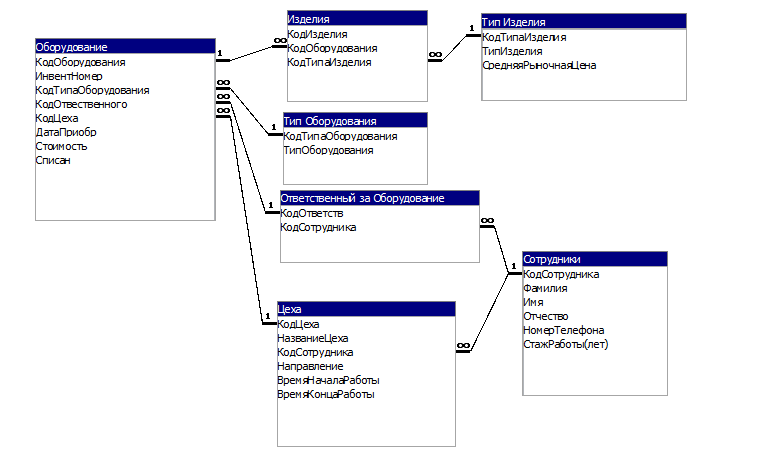 Оборудование
КодОборудования
ИнвентНомер
КодТипаОборудования
КодОтвественного
КодЦеха
ДатаПриобр
Стоимость
Списан
1
∞
∞
∞
Изделия
КодИзделия
КодОборудования
КодТипаИзделия
∞
∞
1
Тип Изделия
КодТипаИзделия
ТипИзделия
СредняяРыночнаяЦена
1
Тип Оборудования
КодТипаОборудования
ТипОборудования
1
Ответственный за Оборудование
КодОтветств
КодСотрудника
∞
1
Сотрудники
КодСотрудника
Фамилия
Имя
Отчество
НомерТелефона
СтажРаботы(лет)
1
Цеха
КодЦеха
НазваниеЦеха
КодСотрудника
Направление
ВремяНачалаРаботы
ВремяКонцаРаботы
∞